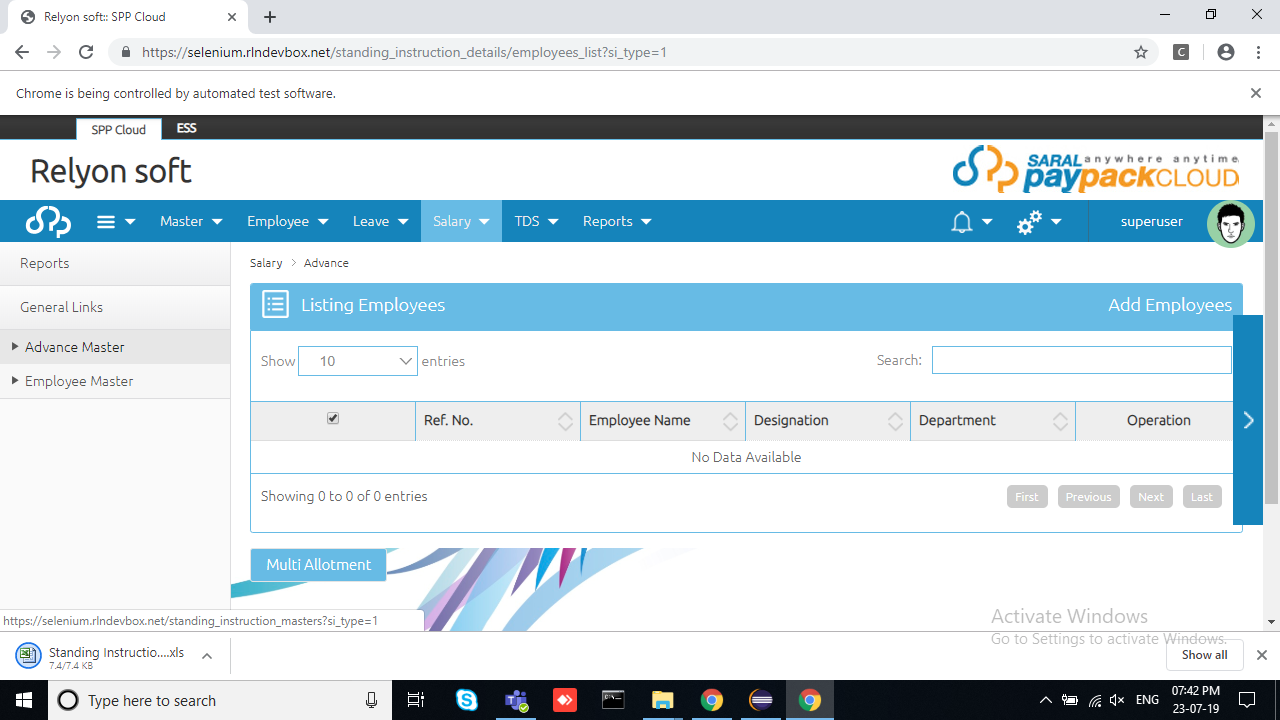 Relyon soft:: SPP Cloud
https://selenium.rlndevbox.net/standing_instruction_details/employees_list?si_type=1
C
Chrome is being controlled by automated test software.
SPP Cloud ESS
Relyon soft
SARAL anywhere anytime
paypackCLOUD
Master Employee Leave Salary TDS Reports superuser
Reports
General Links
Advance Master
Employee Master
Salary > Advance
Listing Employees Add Employees
Show 10 entries Search:
Ref. No. Employee Name Designation Department Operation
No Data Available
Showing 0 to 0 of 0 entries First Previous Next Last
Multi Allotment
https://selenium.rlndevbox.net/standing_instruction_masters?si_type=1
Activate Windows
Go to Settings to activate Windows.
Standing Instructio....xls
7.4/7.4 KB
Show all
Type here to search
ENG
07:42 PM
23-07-19